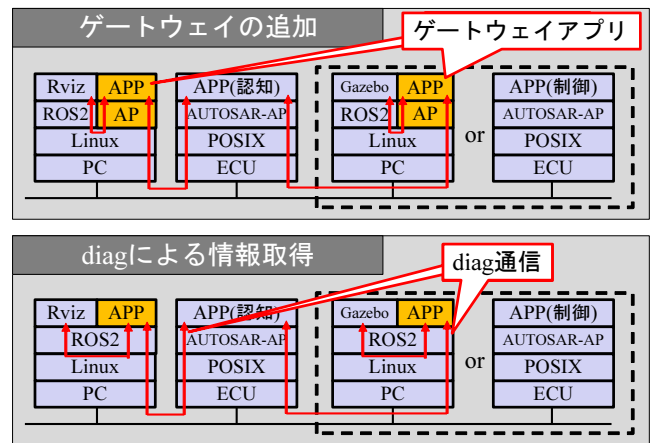 ゲートウェイの追加
ゲートウェイアプリ
Rviz APP APP(認知) Gazebo APP APP(制御)
ROS2 AP AUTOSAR-AP ROS2 AP or AUTOSAR-AP
Linux POSIX Linux POSIX
PC ECU PC ECU
diagによる情報取得
diag通信
Rviz APP APP(認知) Gazebo APP APP(制御)
ROS2 AUTOSAR-AP ROS2 or AUTOSAR-AP
Linux POSIX Linux POSIX
PC ECU PC ECU